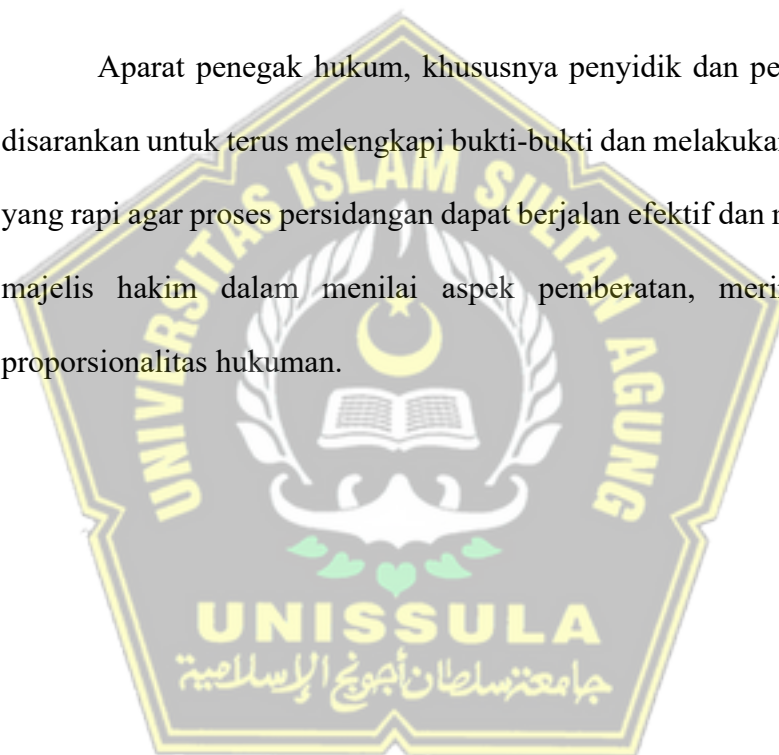 Aparat penegak hukum, khususnya penyidik dan
disarankan untuk terus melengkapi bukti-bukti dan
yang rapi agar proses persidangan dapat berjalan efektif dan
majelis hakim dalam menilai aspek pemberatan,
proporsionalitas hukuman.
UNIVERSITAS ISLAM SULTAN AGUNG
UNISSULA
جامعة سلطان أجونج الإسلامية